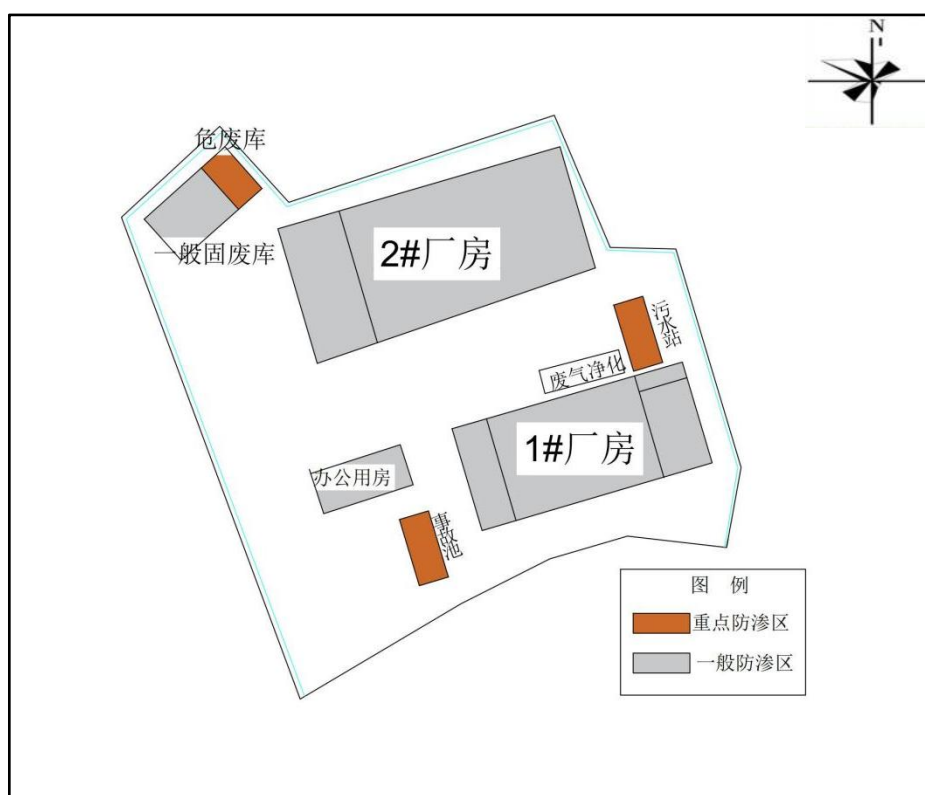 N
危废库
一般固废库
2#厂房
污水站
废气净化
1#厂房
办公用房
事故池
图 例
重点防渗区
一般防渗区